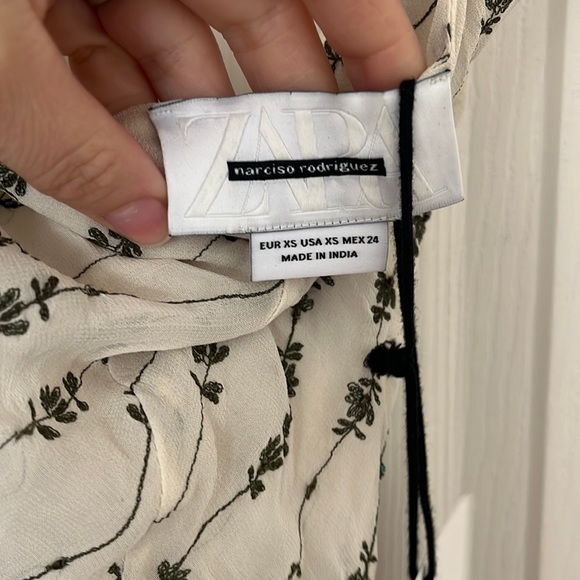 ZARA
narciso rodriguez
EUR XS USA XS MEX 24
MADE IN INDIA